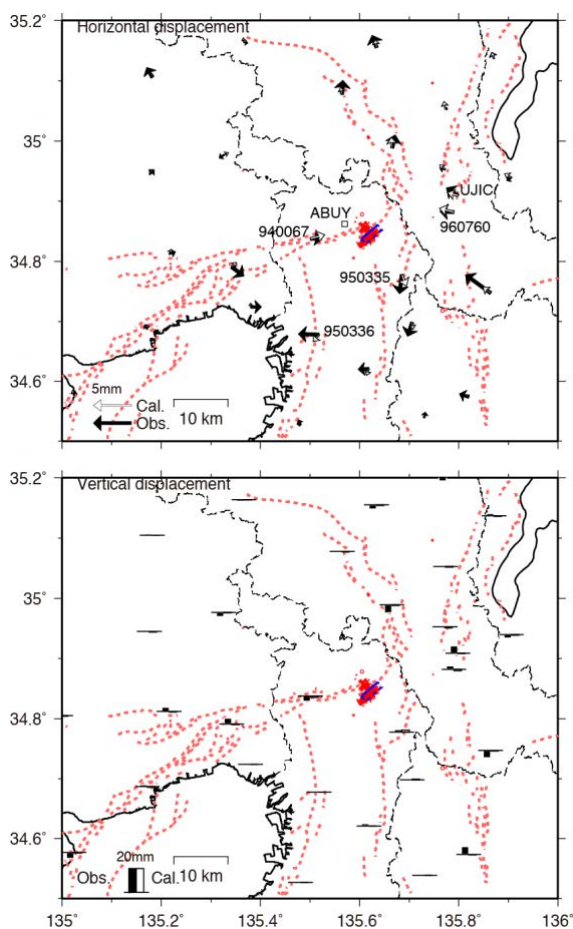 35.2°
Horizontal displacement
35°
UJIC
ABUY
960760
940067
34.8°
950335
950336
5mm
34.6°
Cal.
Obs.
10 km
35.2°
Vertical displacement
35°
34.8°
34.6°
20mm
Obs. Cal. 10 km
135° 135.2° 135.4° 135.6° 135.8° 136°